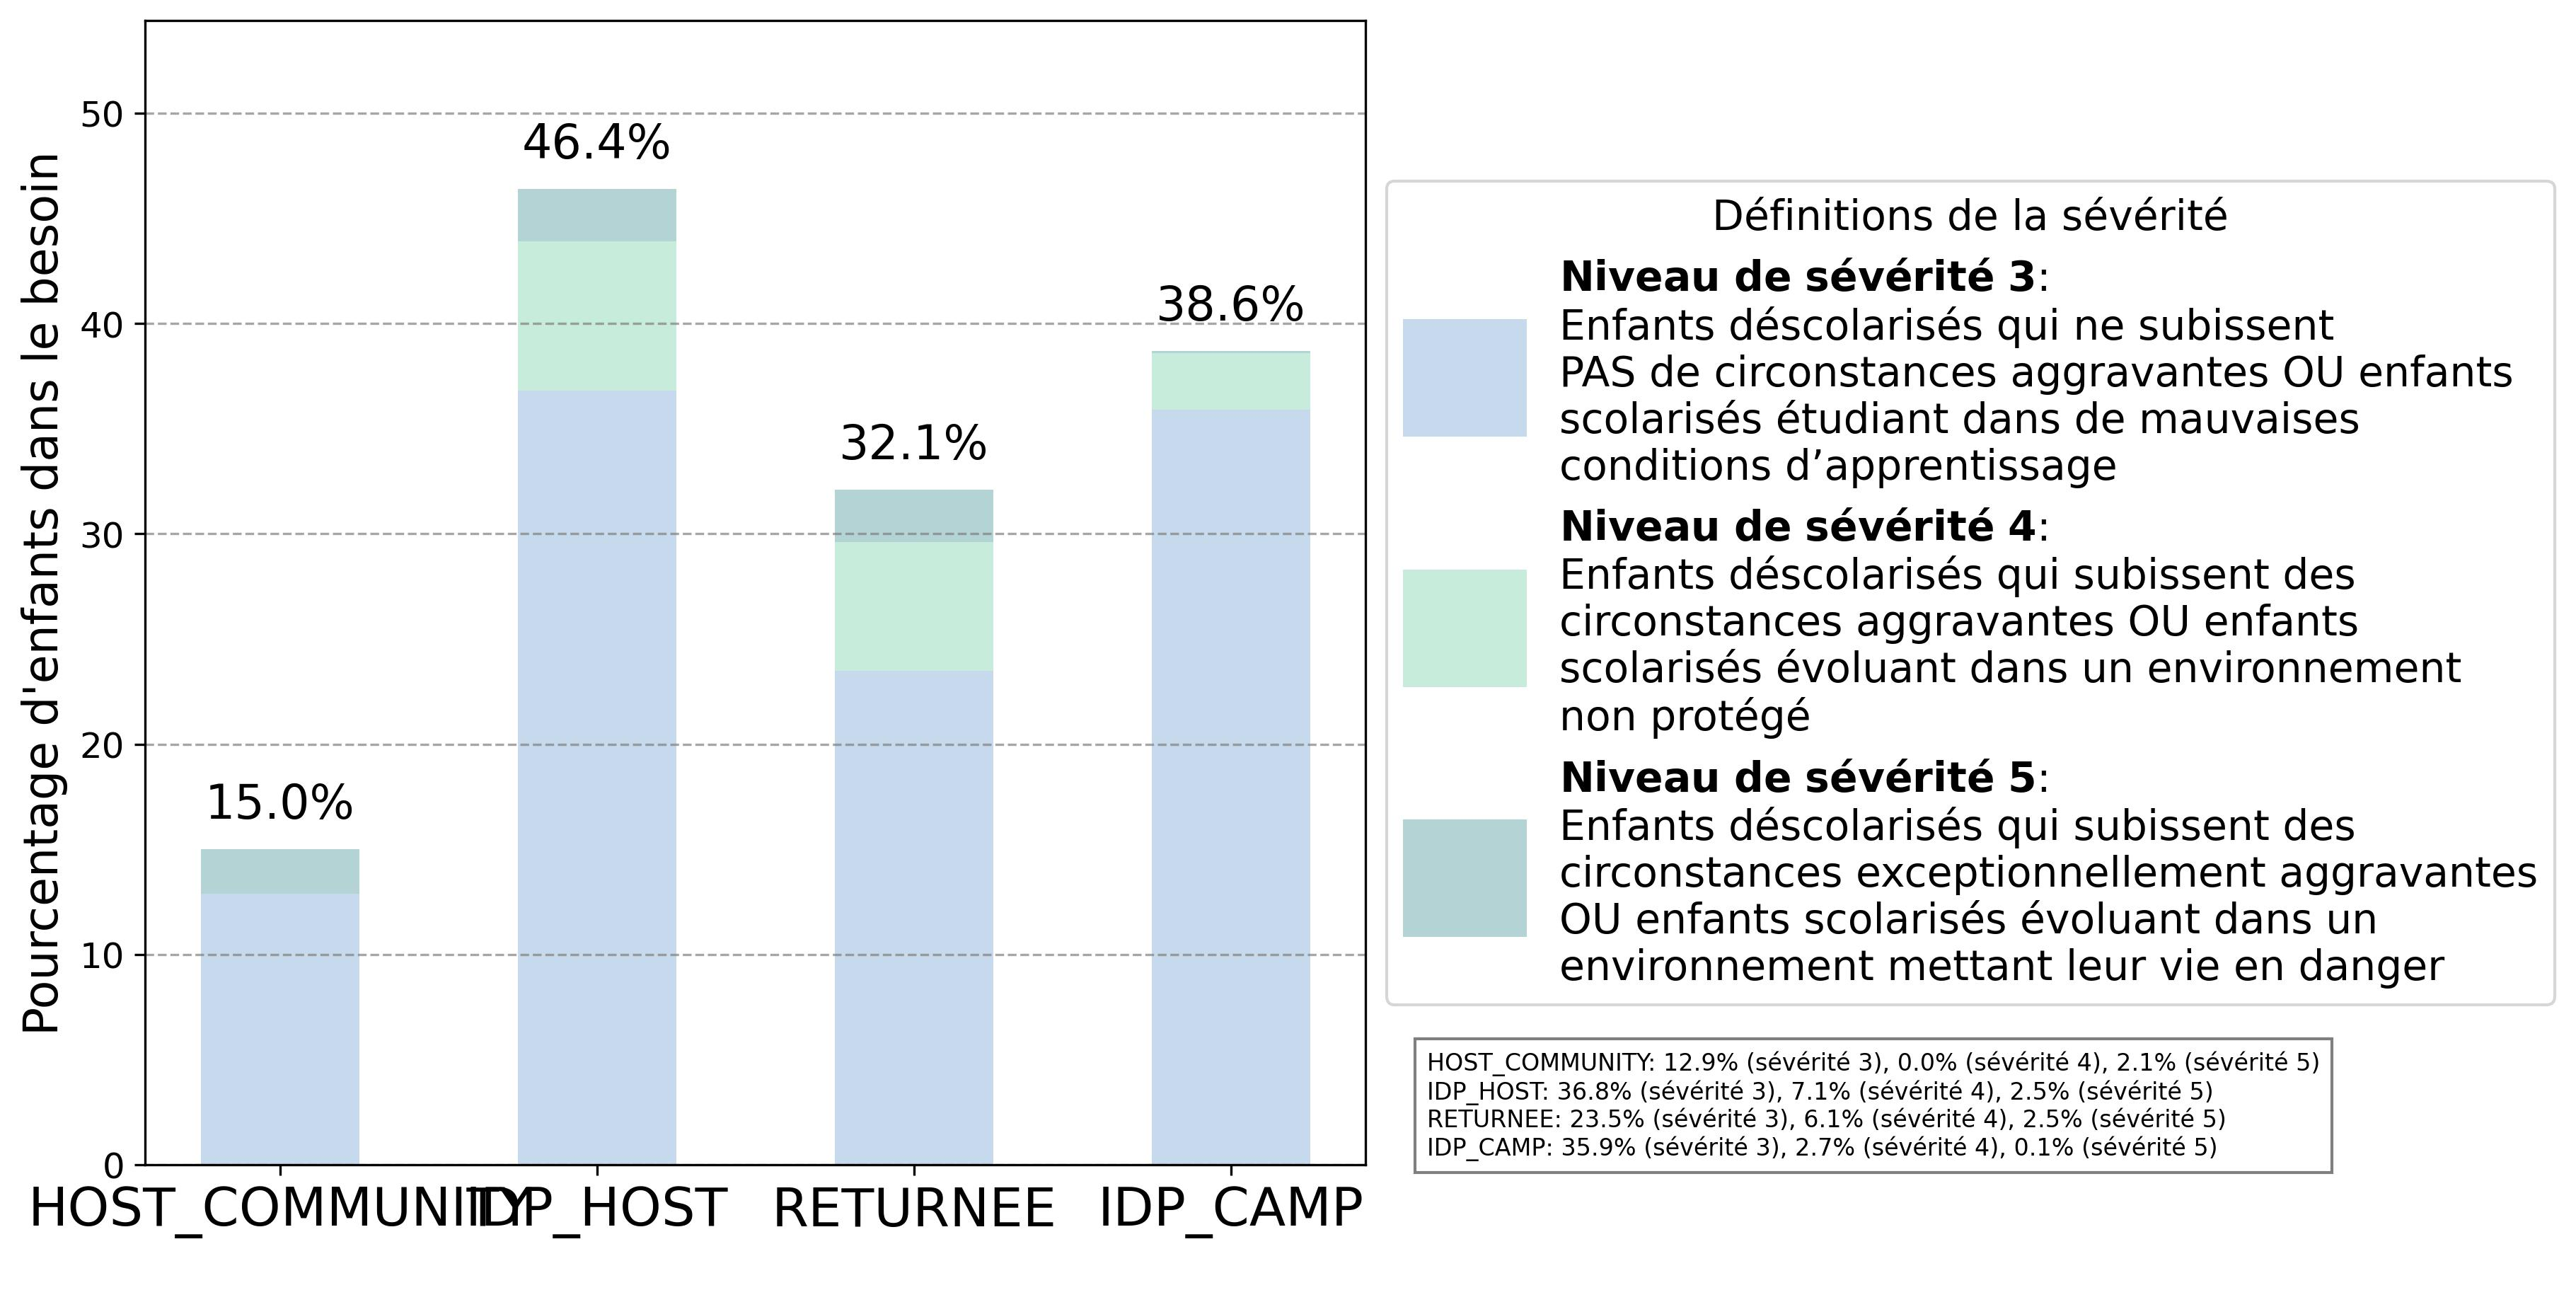 Pourcentage d'enfants dans le besoin
50
40
30
20
10
0
15.0%
46.4%
32.1%
38.6%
HOST_COMMUNITY
IDP_HOST
RETURNEE
IDP_CAMP
Définitions de la sévérité
Niveau de sévérité 3:
Enfants déscolarisés qui ne subissent
PAS de circonstances aggravantes OU enfants
scolarisés étudiant dans de mauvaises
conditions d’apprentissage
Niveau de sévérité 4:
Enfants déscolarisés qui subissent des
circonstances aggravantes OU enfants
scolarisés évoluant dans un environnement
non protégé
Niveau de sévérité 5:
Enfants déscolarisés qui subissent des
circonstances exceptionnellement aggravantes
OU enfants scolarisés évoluant dans un
environnement mettant leur vie en danger
HOST_COMMUNITY: 12.9% (sévérité 3), 0.0% (sévérité 4), 2.1% (sévérité 5)
IDP_HOST: 36.8% (sévérité 3), 7.1% (sévérité 4), 2.5% (sévérité 5)
RETURNEE: 23.5% (sévérité 3), 6.1% (sévérité 4), 2.5% (sévérité 5)
IDP_CAMP: 35.9% (sévérité 3), 2.7% (sévérité 4), 0.1% (sévérité 5)